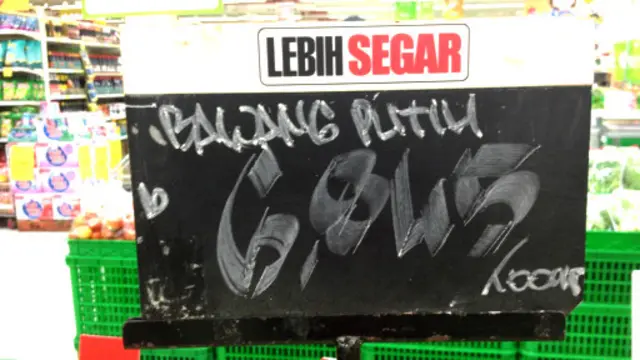 LEBIH SEGAR
BAWANG PUTIH
6,845
/100gr